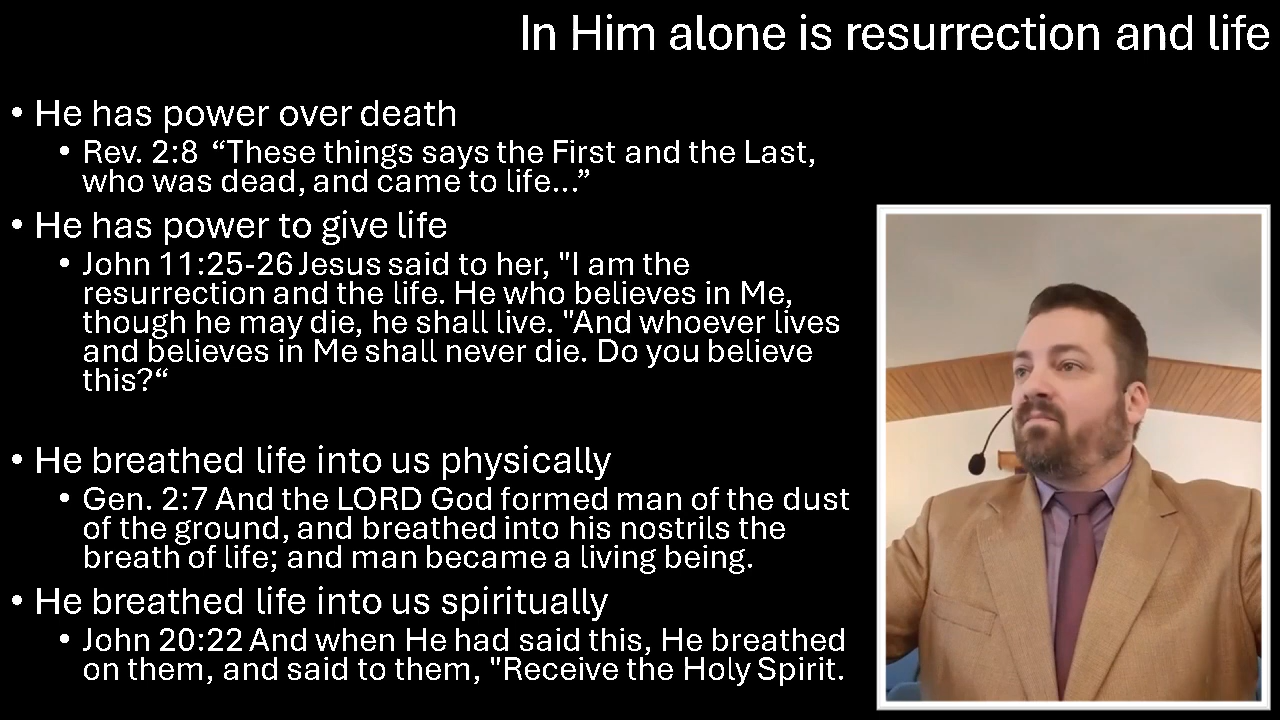 In Him alone is resurrection and life
• He has power over death
• Rev. 2:8  “These things says the First and the Last,
who was dead, and came to life...”
• He has power to give life
• John 11:25-26 Jesus said to her, "I am the
resurrection and the life. He who believes in Me,
though he may die, he shall live. "And whoever lives
and believes in Me shall never die. Do you believe
this?“
• He breathed life into us physically
• Gen. 2:7 And the LORD God formed man of the dust
of the ground, and breathed into his nostrils the
breath of life; and man became a living being.
• He breathed life into us spiritually
• John 20:22 And when He had said this, He breathed
on them, and said to them, "Receive the Holy Spirit.